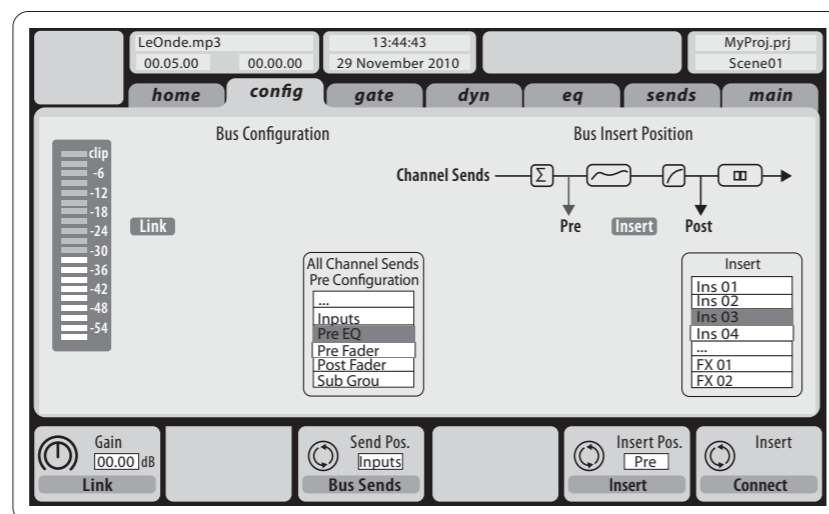 LeOnde.mp3
00.05.00 00.00.00
13:44:43
29 November 2010
MyProj.prj
Scene01
home config gate dyn eq sends main
Bus Configuration
Bus Insert Position
clip
-6
-12
-18
-24
-30
-36
-42
-48
-54
Link
Channel Sends Σ
Pre Insert Post
All Channel Sends
Pre Configuration
...
Inputs
Pre EQ
Pre Fader
Post Fader
Sub Grou
Insert
Ins 01
Ins 02
Ins 03
Ins 04
...
FX 01
FX 02
Gain
00.00 dB
Link
Send Pos.
Inputs
Bus Sends
Insert Pos.
Pre
Insert
Insert
Connect